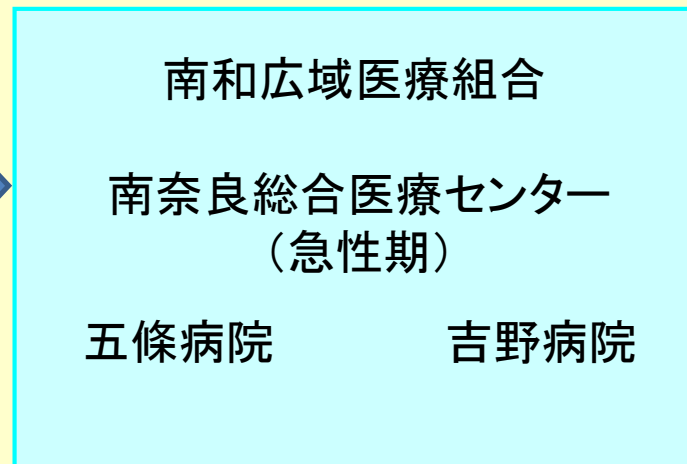 南和広域医療組合
南奈良総合医療センター
（急性期）
五條病院　吉野病院